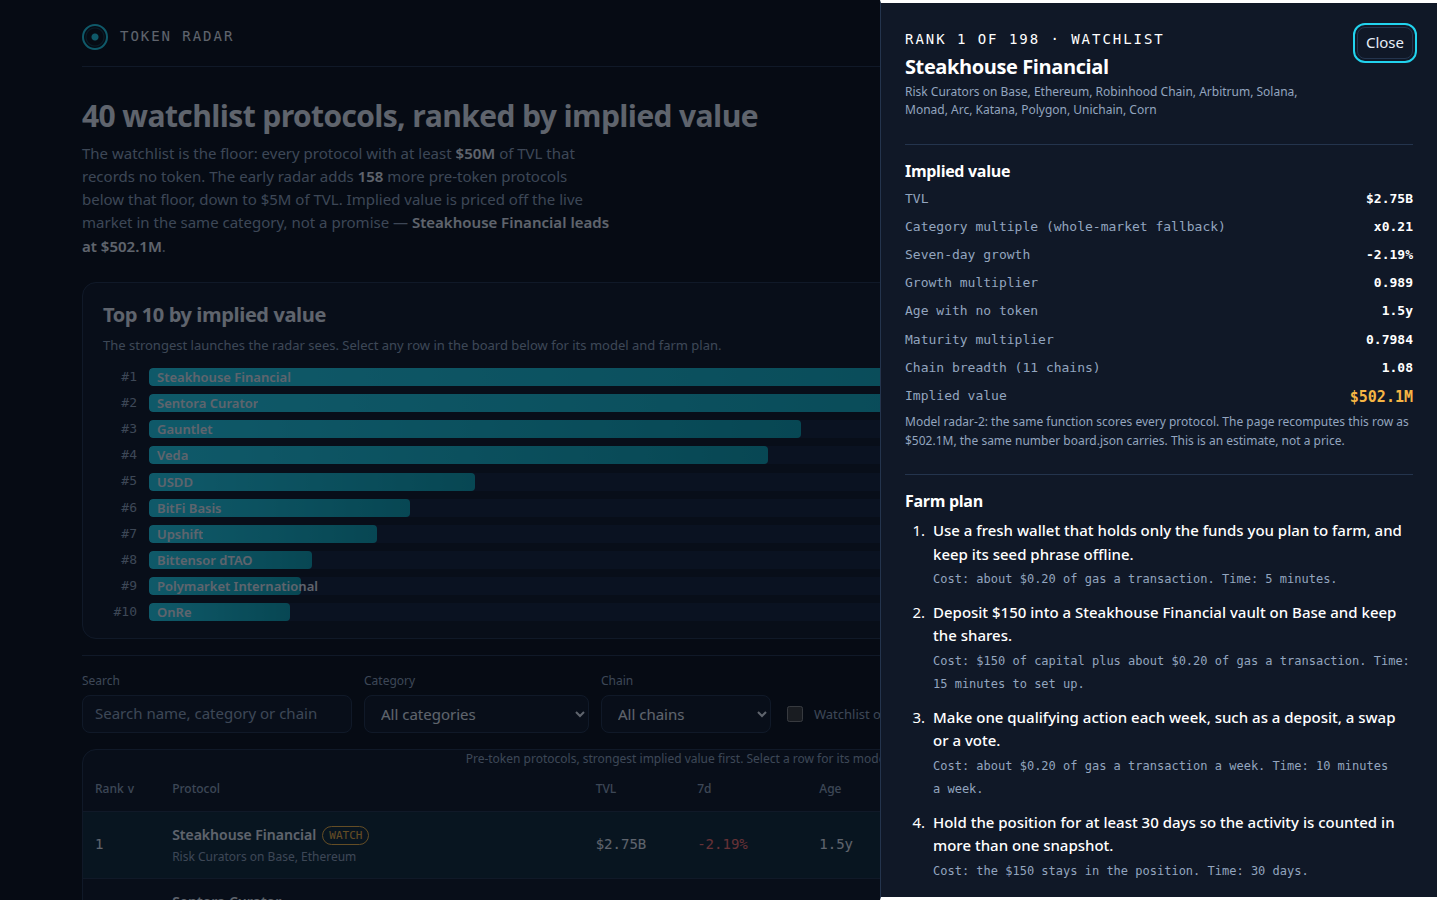 TOKEN RADAR
40 watchlist protocols, ranked by implied value
The watchlist is the floor: every protocol with at least $50M of TVL that
records no token. The early radar adds 158 more pre-token protocols
below that floor, down to $5M of TVL. Implied value is priced off the live
market in the same category, not a promise — Steakhouse Financial leads
at $502.1M.
Top 10 by implied value
The strongest launches the radar sees. Select any row in the board below for its model and farm plan.
#1 Steakhouse Financial
#2 Sentora Curator
#3 Gauntlet
#4 Veda
#5 USDD
#6 BitFi Basis
#7 Upshift
#8 Bittensor dTAO
#9 Polymarket International
#10 OnRe
Search Category Chain
Search name, category or chain All categories All chains Watchlist o
Pre-token protocols, strongest implied value first. Select a row for its mod
Rank v Protocol TVL 7d Age
1 Steakhouse Financial WATCH $2.75B -2.19% 1.5y
Risk Curators on Base, Ethereum
Sentora Curator
RANK 1 OF 198 · WATCHLIST
Close
Steakhouse Financial
Risk Curators on Base, Ethereum, Robinhood Chain, Arbitrum, Solana,
Monad, Arc, Katana, Polygon, Unichain, Corn
Implied value
TVL $2.75B
Category multiple (whole-market fallback) x0.21
Seven-day growth -2.19%
Growth multiplier 0.989
Age with no token 1.5y
Maturity multiplier 0.7984
Chain breadth (11 chains) 1.08
Implied value $502.1M
Model radar-2: the same function scores every protocol. The page recomputes this row as
$502.1M, the same number board.json carries. This is an estimate, not a price.
Farm plan
1. Use a fresh wallet that holds only the funds you plan to farm, and
keep its seed phrase offline.
Cost: about $0.20 of gas a transaction. Time: 5 minutes.
2. Deposit $150 into a Steakhouse Financial vault on Base and keep
the shares.
Cost: $150 of capital plus about $0.20 of gas a transaction. Time:
15 minutes to set up.
3. Make one qualifying action each week, such as a deposit, a swap
or a vote.
Cost: about $0.20 of gas a transaction a week. Time: 10 minutes
a week.
4. Hold the position for at least 30 days so the activity is counted in
more than one snapshot.
Cost: the $150 stays in the position. Time: 30 days.